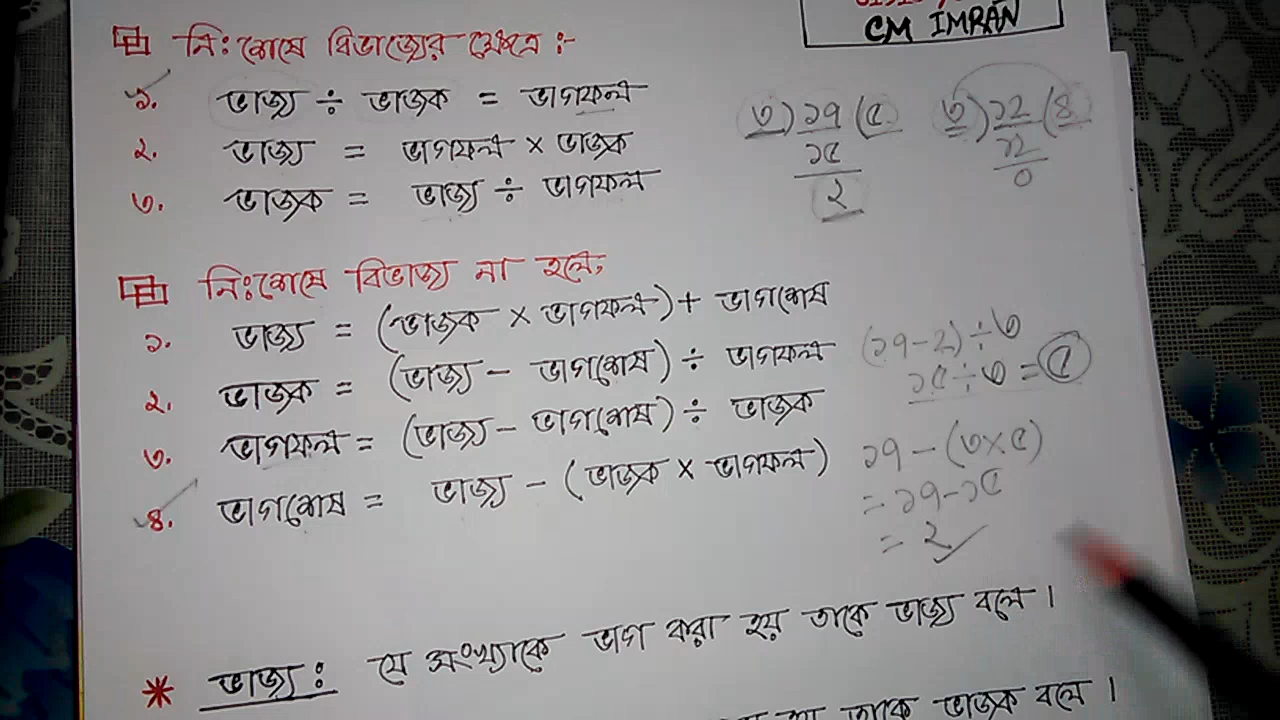 CM IMRAN
নিঃশেষে বিভাজ্যের ক্ষেত্রে :-
১. ভাজ্য ÷ ভাজক = ভাগফল
২. ভাজ্য = ভাগফল × ভাজক
৩. ভাজক = ভাজ্য ÷ ভাগফল
৩) ১৭ (৫
১৫
২
৩) ১২ (৪
১২
০
নিঃশেষে বিভাজ্য না হলে,
১. ভাজ্য = (ভাজক × ভাগফল) + ভাগশেষ
২. ভাজক = (ভাজ্য - ভাগশেষ) ÷ ভাগফল
৩. ভাগফল = (ভাজ্য - ভাগশেষ) ÷ ভাজক
৪. ভাগশেষ = ভাজ্য - (ভাজক × ভাগফল)
(১৭-২) ÷ ৩
১৫ ÷ ৩ = ৫
১৭ - (৩×৫)
= ১৭-১৫
= ২
* ভাজ্য : যে সংখ্যাকে ভাগ করা হয় তাকে ভাজ্য বলে।
তাকে ভাজক বলে।